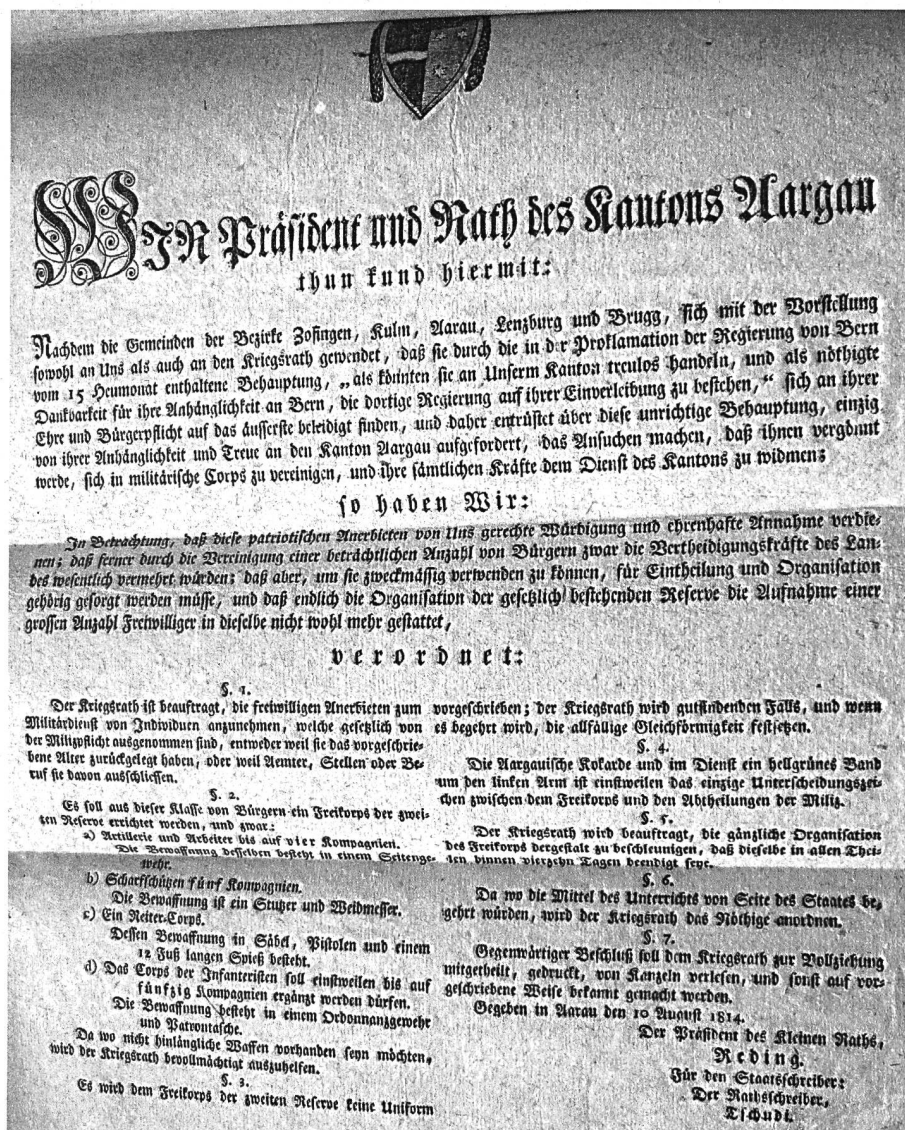 WIR Präsident und Rath des Kantons Aargau
thun kund hiermit:
Nachdem die Gemeinden der Bezirke Zofingen, Kulm, Aarau, Lenzburg und Brugg, sich mit der Vorstellung
sowohl an Uns als auch an den Kriegsrath gewendet, daß sie durch die in der Proklamation der Regierung von Bern
vom 15 Heumonat enthaltene Behauptung, „als könnten sie an Unserm Kanton treulos handeln, und als nöthigte
Dankbarkeit für ihre Anhänglichkeit an Bern, die dortige Regierung auf ihrer Einverleibung zu bestehen,“ sich an ihrer
Ehre und Bürgerpflicht auf das äusserste beleidigt finden, und daher entrüstet über diese unrichtige Behauptung, einzig
von ihrer Anhänglichkeit und Treue an den Kanton Aargau aufgefordert, das Ansuchen machen, daß ihnen vergönnt
werde, sich in militärische Corps zu vereinigen, und ihre sämtlichen Kräfte dem Dienst des Kantons zu widmen;
so haben Wir:
In Betrachtung, daß diese patriotischen Anerbieten von Uns gerechte Würdigung und ehrenhafte Annahme verdie-
nen; daß ferner durch die Vereinigung einer beträchtlichen Anzahl von Bürgern zwar die Vertheidigungskräfte des Lan-
des wesentlich vermehrt würden; daß aber, um sie zweckmässig verwenden zu können, für Eintheilung und Organisation
gehörig gesorgt werden müsse, und daß endlich die Organisation der gesetzlich bestehenden Reserve die Aufnahme einer
grossen Anzahl Freiwilliger in dieselbe nicht wohl mehr gestattet,
verordnet:
§. 1.
Der Kriegsrath ist beauftragt, die freiwilligen Anerbieten zum
Militärdienst von Individuen anzunehmen, welche gesetzlich von
der Milizpflicht ausgenommen sind, entweder weil sie das vorgeschrie-
bene Alter zurückgelegt haben, oder weil Aemter, Stellen oder Be-
ruf sie davon ausschliessen.
§. 2.
Es soll aus dieser Klasse von Bürgern ein Freikorps der zwei-
ten Reserve errichtet werden, und zwar:
a) Artillerie und Arbeiter bis auf vier Kompagnien.
Die Bewaffnung desselben besteht in einem Seitenge-
wehr.
b) Scharfschützen fünf Kompagnien.
Die Bewaffnung ist ein Stutzer und Weidmesser.
c) Ein Reiter-Corps.
Dessen Bewaffnung in Säbel, Pistolen und einem
12 Fuß langen Spieß besteht.
d) Das Corps der Infanteristen soll einstweilen bis auf
fünfzig Kompagnien ergänzt werden dürfen.
Die Bewaffnung besteht in einem Ordonnanzgewehr
und Patrontasche.
Da wo nicht hinlängliche Waffen vorhanden seyn möchten,
wird der Kriegsrath bevollmächtigt auszuhelfen.
§. 3.
Es wird dem Freikorps der zweiten Reserve keine Uniform
vorgeschrieben; der Kriegsrath wird gutfindenden Falls, und wenn
es begehrt wird, die allfällige Gleichförmigkeit festsetzen.
§. 4.
Die Aargauische Kokarde und im Dienst ein hellgrünes Band
um den linken Arm ist einstweilen das einzige Unterscheidungszei-
chen zwischen dem Freikorps und den Abtheilungen der Miliz.
§. 5.
Der Kriegsrath wird beauftragt, die gänzliche Organisation
des Freikorps dergestalt zu beschleunigen, daß dieselbe in allen Thei-
len binnen vierzehn Tagen beendigt seye.
§. 6.
Da wo die Mittel des Unterrichts von Seite des Staates be-
gehrt würden, wird der Kriegsrath das Nöthige anordnen.
§. 7.
Gegenwärtiger Beschluß soll dem Kriegsrath zur Vollziehung
mitgetheilt, gedruckt, von Kanzeln verlesen, und sonst auf vor-
geschriebene Weise bekannt gemacht werden.
Gegeben in Aarau den 10 August 1814.
Der Präsident des Kleinen Raths,
Reding.
Für den Staatsschreiber:
Der Rathsschreiber,
Tschudi.